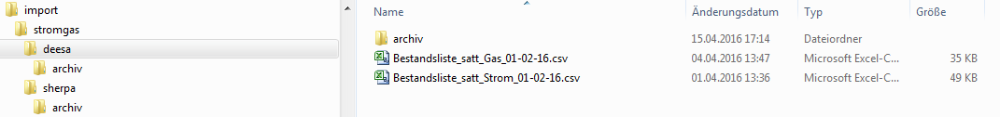 import
stromgas
deesa
archiv
sherpa
archiv
Name Änderungsdatum Typ Größe
archiv 15.04.2016 17:14 Dateiordner
Bestandsliste_satt_Gas_01-02-16.csv 04.04.2016 13:47 Microsoft Excel-C... 35 KB
Bestandsliste_satt_Strom_01-02-16.csv 01.04.2016 13:36 Microsoft Excel-C... 49 KB